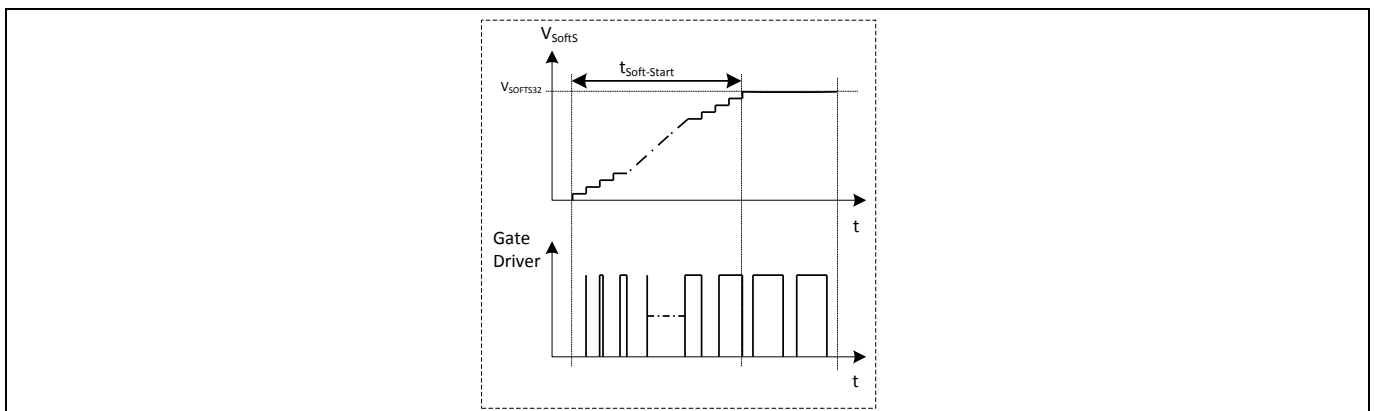 V_SoftS
t_Soft-Start
V_SOFTS32
t
Gate
Driver
t